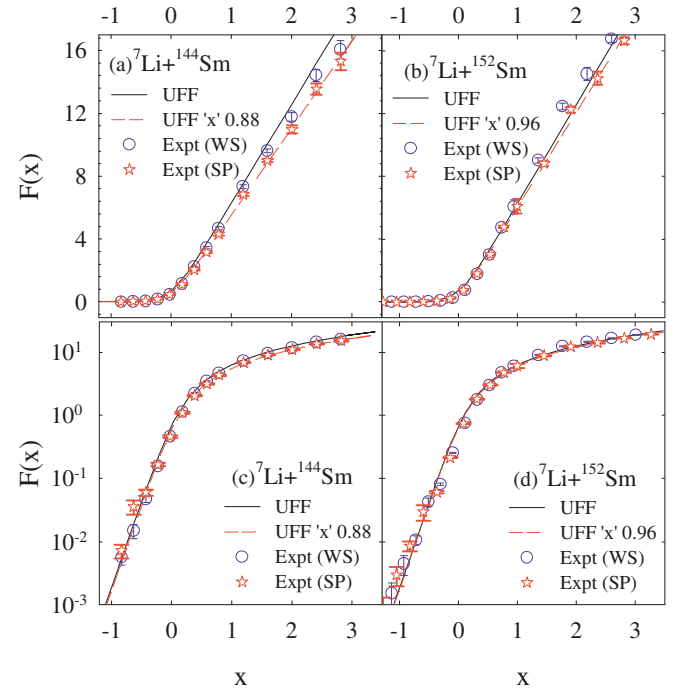 -1 0 1 2 3 -1 0 1 2 3
16
12
8
4
0
F(x)
(a) ⁷Li+¹⁴⁴Sm
UFF
UFF 'x' 0.88
Expt (WS)
Expt (SP)
(b) ⁷Li+¹⁵²Sm
UFF
UFF 'x' 0.96
Expt (WS)
Expt (SP)
10¹
10⁰
10⁻¹
10⁻²
10⁻³
F(x)
(c) ⁷Li+¹⁴⁴Sm
UFF
UFF 'x' 0.88
Expt (WS)
Expt (SP)
(d) ⁷Li+¹⁵²Sm
UFF
UFF 'x' 0.96
Expt (WS)
Expt (SP)
-1 0 1 2 3 -1 0 1 2 3
x x